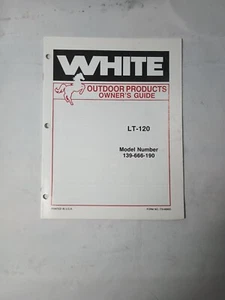 WHITE
OUTDOOR PRODUCTS
OWNER'S GUIDE
LT-120
Model Number
139-666-190